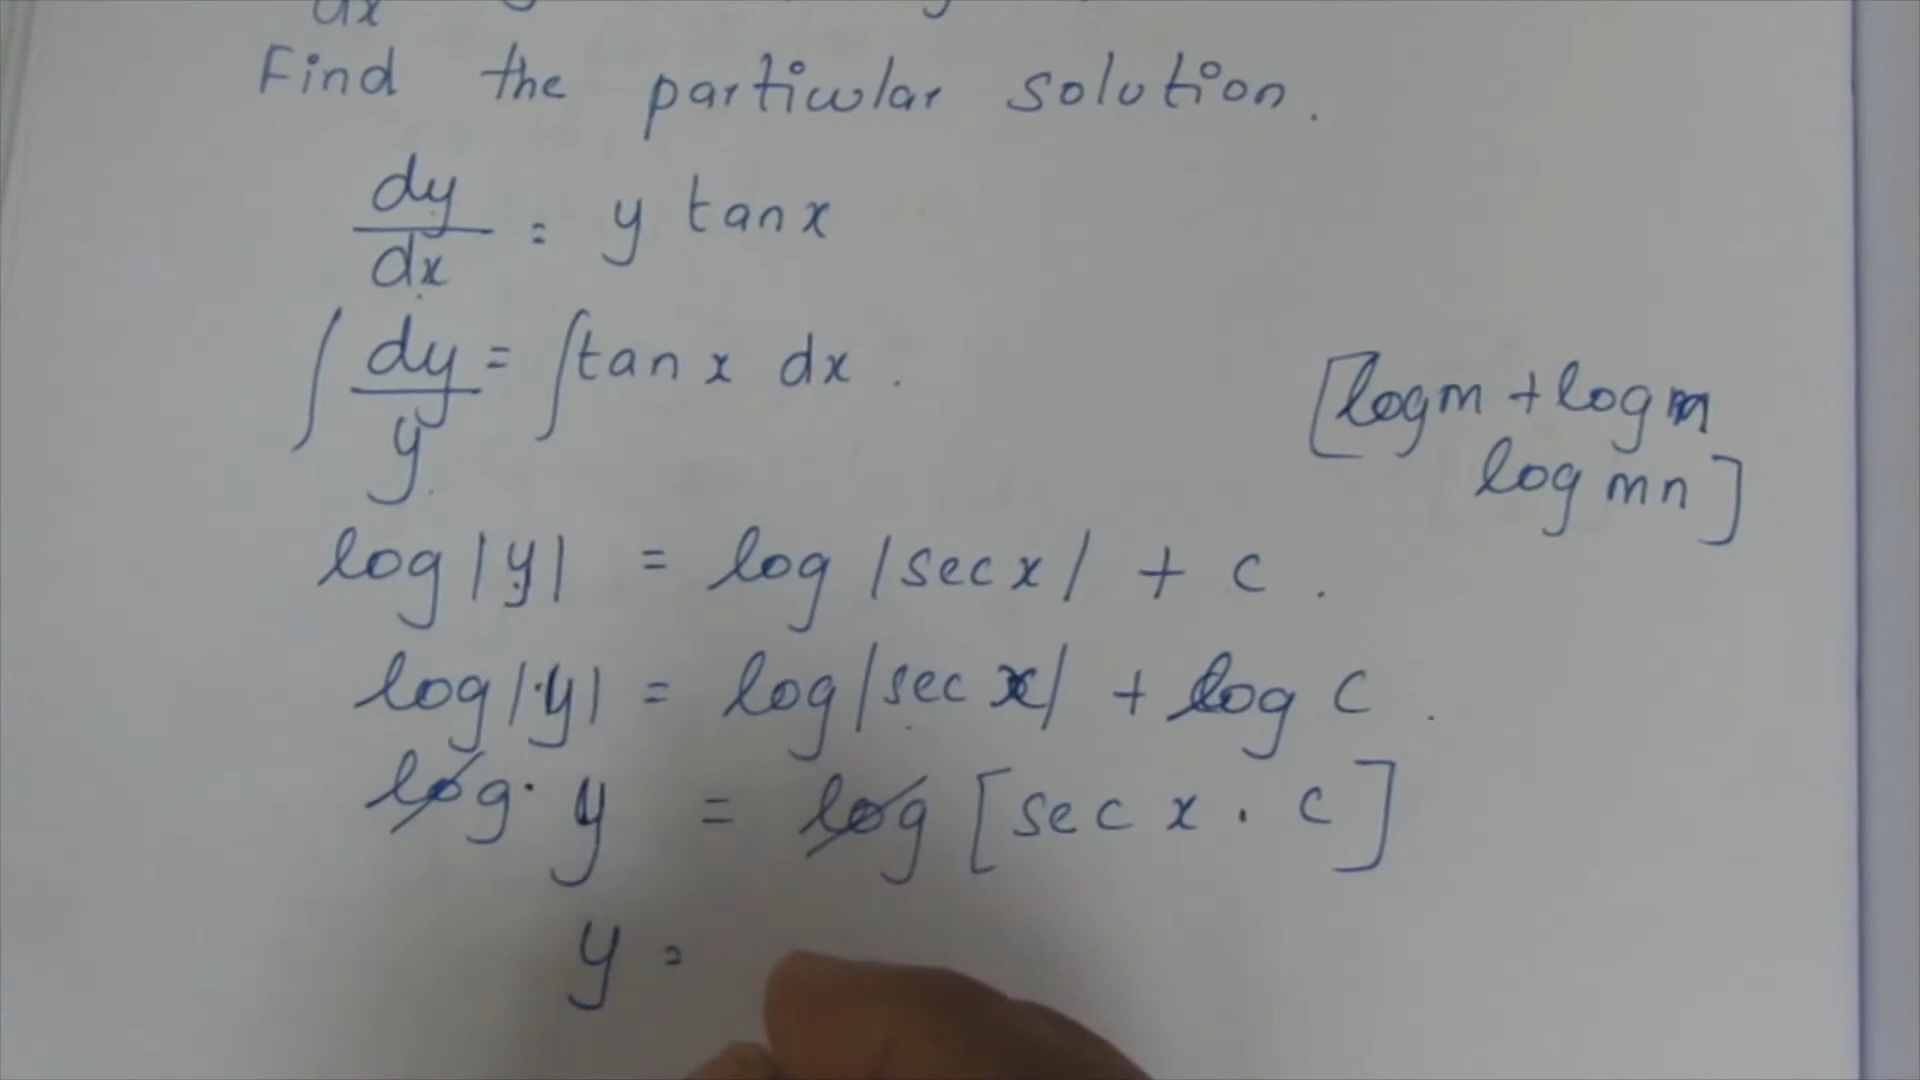 dx
Find the particular solution.
dy/dx = y tan x
∫ dy/y = ∫ tan x dx .
[log m + log n
log mn]
log |y| = log |sec x| + c .
log |y| = log |sec x| + log c .
log y = log [sec x . c]
y =